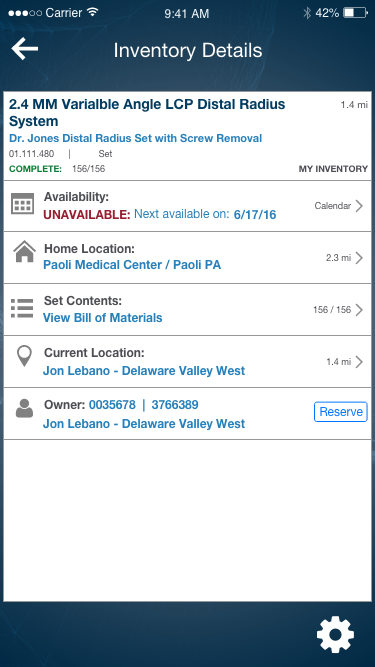 Carrier 9:41 AM 42%
Inventory Details
2.4 MM Varialble Angle LCP Distal Radius 1.4 mi
System
Dr. Jones Distal Radius Set with Screw Removal
01.111.480 | Set
COMPLETE: 156/156 MY INVENTORY
Availability:
UNAVAILABLE: Next available on: 6/17/16 Calendar
Home Location:
Paoli Medical Center / Paoli PA 2.3 mi
Set Contents:
View Bill of Materials 156 / 156
Current Location:
Jon Lebano - Delaware Valley West 1.4 mi
Owner: 0035678 | 3766389
Jon Lebano - Delaware Valley West Reserve